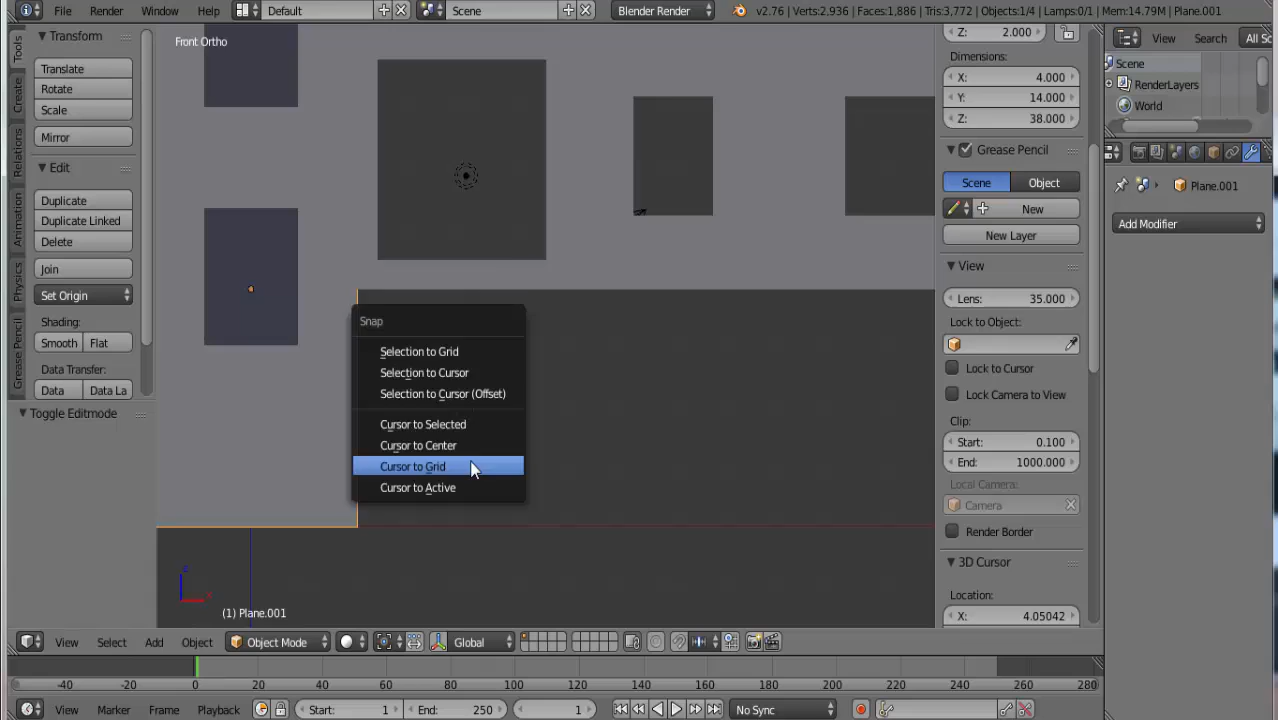 File Render Window Help Default Scene Blender Render v2.76 | Verts:2,936 | Faces:1,886 | Tris:3,772 | Objects:1/4 | Lamps:0/1 | Mem:14.79M | Plane.001
Tools
Create
Relations
Animation
Physics
Grease Pencil
Transform
Translate
Rotate
Scale
Mirror
Edit
Duplicate
Duplicate Linked
Delete
Join
Set Origin
Shading:
Smooth Flat
Data Transfer:
Data Data La
Toggle Editmode
Front Ortho
Snap
Selection to Grid
Selection to Cursor
Selection to Cursor (Offset)
Cursor to Selected
Cursor to Center
Cursor to Grid
Cursor to Active
z
x
(1) Plane.001
Z: 2.000
Dimensions:
X: 4.000
Y: 14.000
Z: 38.000
Grease Pencil
Scene Object
New
New Layer
View
Lens: 35.000
Lock to Object:
Lock to Cursor
Lock Camera to View
Clip:
Start: 0.100
End: 1000.000
Local Camera:
Camera
Render Border
3D Cursor
Location:
X: 4.05042
View Search All Sc
Scene
RenderLayers
World
Plane.001
Add Modifier
View Select Add Object Object Mode Global
-40 -20 0 20 40 60 80 100 120 140 160 180 200 220 240 260 280
View Marker Frame Playback Start: 1 End: 250 1 No Sync